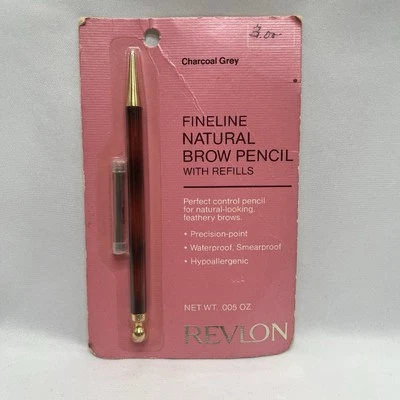 3.00
Charcoal Grey
FINELINE
NATURAL
BROW PENCIL
WITH REFILLS
Perfect control pencil
for natural-looking,
feathery brows.
• Precision-point
• Waterproof, Smearproof
• Hypoallergenic
NET WT. .005 OZ.
REVLON